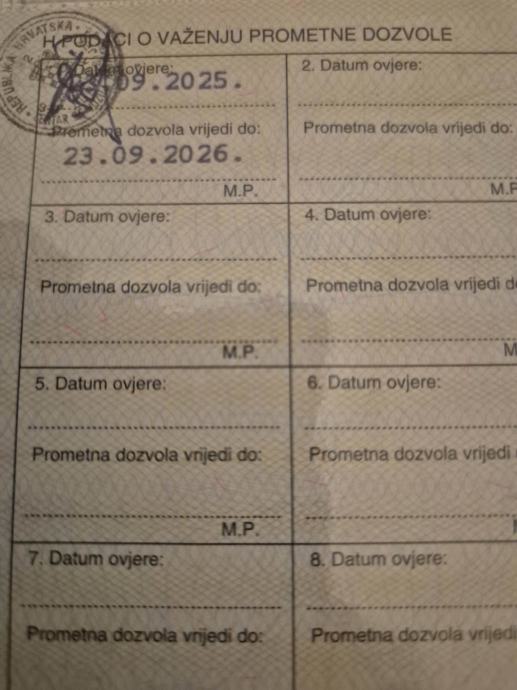 H PODACI O VAŽENJU PROMETNE DOZVOLE
REPUBLIKA HRVATSKA
Datum ovjere:
09.2025.
Prometna dozvola vrijedi do:
23.09.2026.
M.P.
2. Datum ovjere:
Prometna dozvola vrijedi do:
M.P
3. Datum ovjere:
Prometna dozvola vrijedi do:
M.P.
4. Datum ovjere:
Prometna dozvola vrijedi d
M
5. Datum ovjere:
Prometna dozvola vrijedi do:
M.P.
6. Datum ovjere:
Prometna dozvola vrijedi
7. Datum ovjere:
Prometna dozvola vrijedi do:
8. Datum ovjere:
Prometna dozvola vrijedi